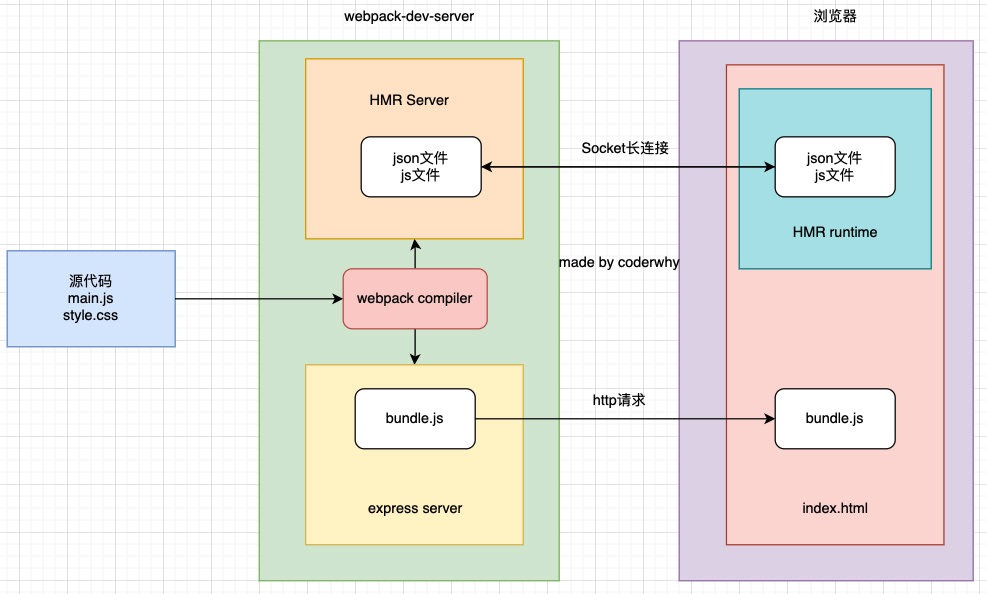 webpack-dev-server
浏览器
HMR Server
json文件
js文件
Socket长连接
json文件
js文件
HMR runtime
made by coderwhy
源代码
main.js
style.css
webpack compiler
http请求
bundle.js
bundle.js
express server
index.html